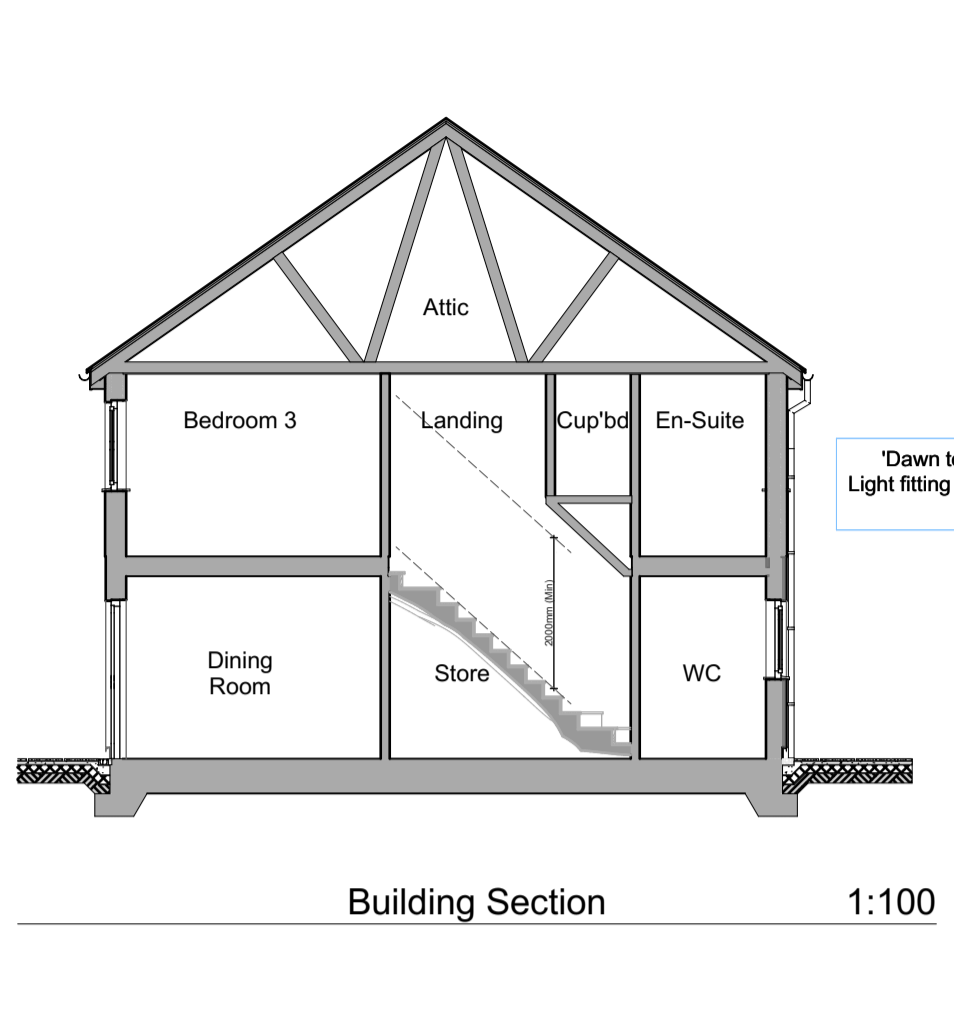 Attic
Bedroom 3
Landing
Cup'bd
En-Suite
'Dawn t
Light fitting
2000mm (Min)
Dining
Room
Store
WC
Building Section
1:100